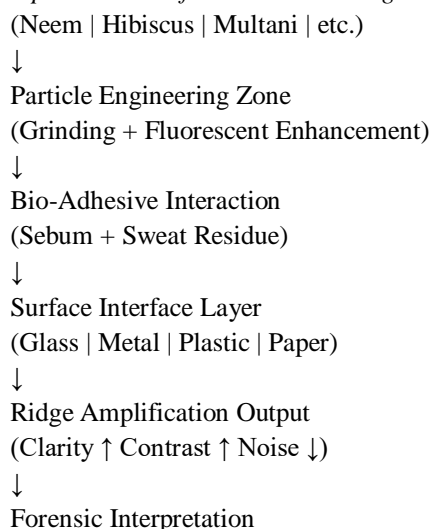 (Neem | Hibiscus | Multani | etc.)
↓
Particle Engineering Zone
(Grinding + Fluorescent Enhancement)
↓
Bio-Adhesive Interaction
(Sebum + Sweat Residue)
↓
Surface Interface Layer
(Glass | Metal | Plastic | Paper)
↓
Ridge Amplification Output
(Clarity ↑ Contrast ↑ Noise ↓)
↓
Forensic Interpretation